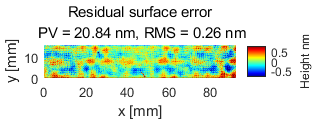 Residual surface error
PV = 20.84 nm, RMS = 0.26 nm
y [mm]
10
0
0 20 40 60 80
x [mm]
0.5
0
-0.5
Height nm